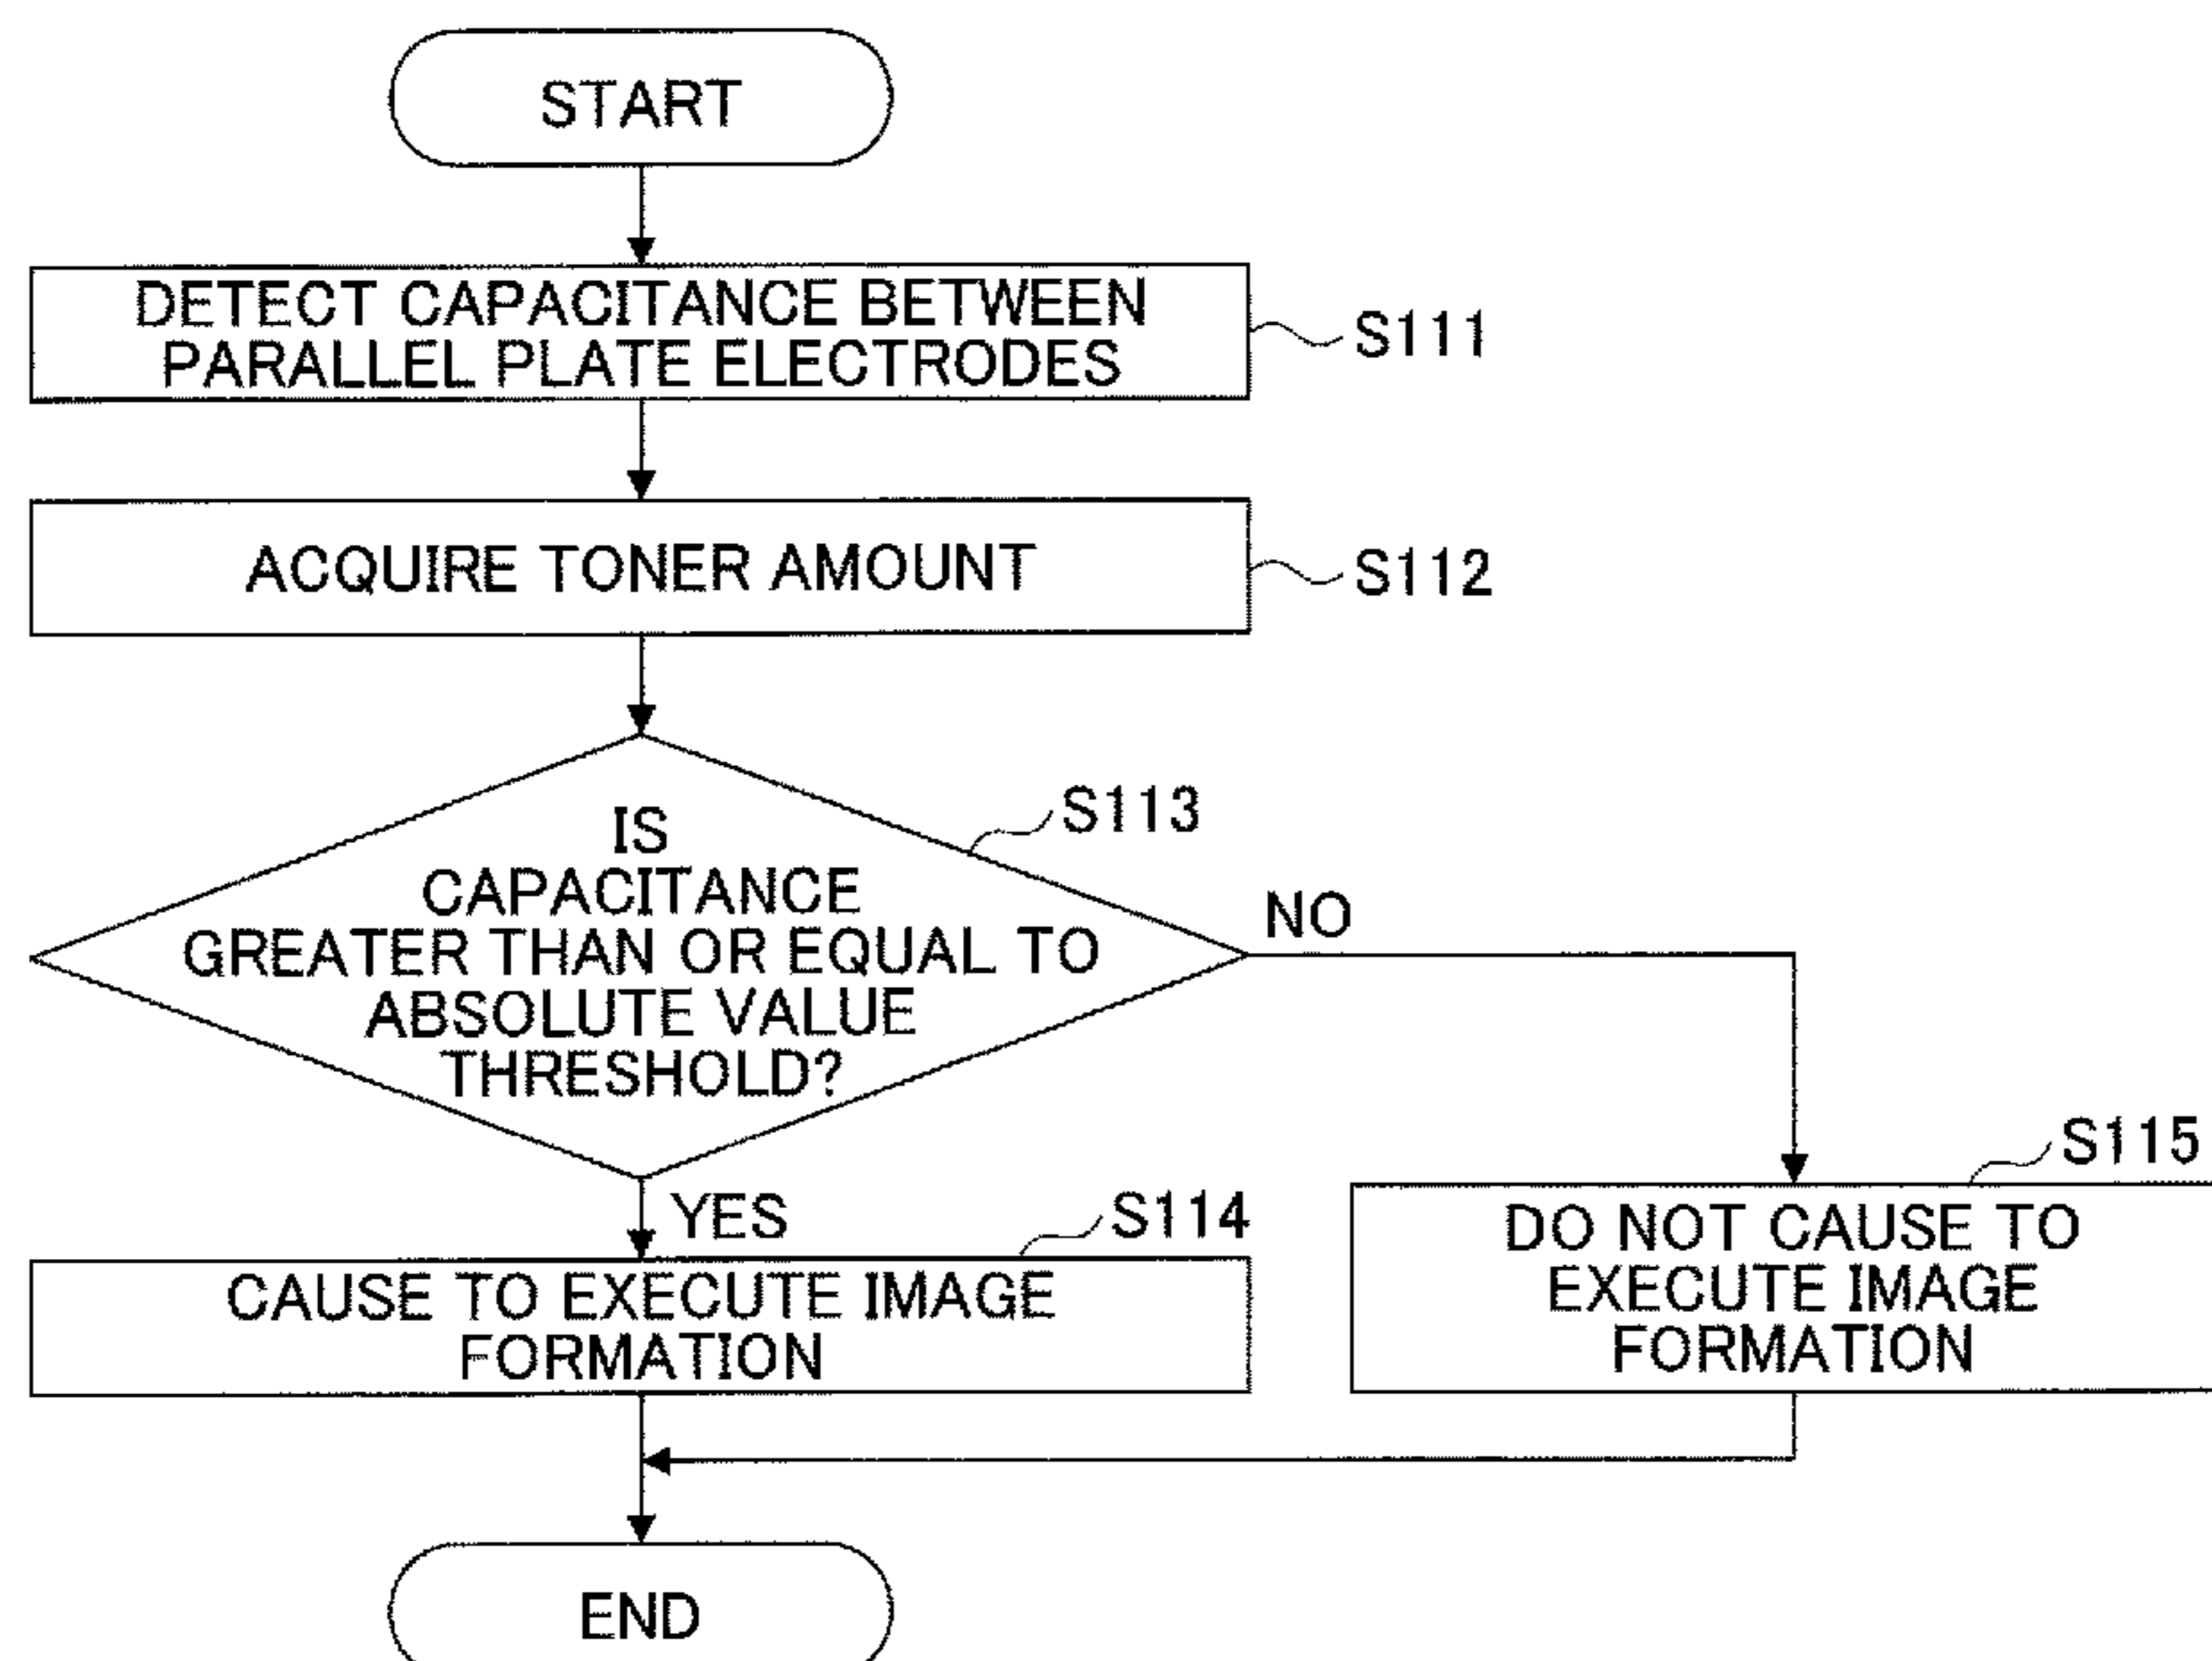 START
DETECT CAPACITANCE BETWEEN
PARALLEL PLATE ELECTRODES
S111
ACQUIRE TONER AMOUNT
S112
S113
IS
CAPACITANCE
GREATER THAN OR EQUAL TO
ABSOLUTE VALUE
THRESHOLD?
NO
YES
S114
CAUSE TO EXECUTE IMAGE
FORMATION
S115
DO NOT CAUSE TO
EXECUTE IMAGE
FORMATION
END